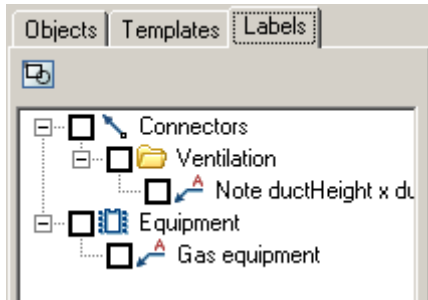 Objects Templates Labels
Connectors
Ventilation
A Note ductHeight x du
Equipment
A Gas equipment